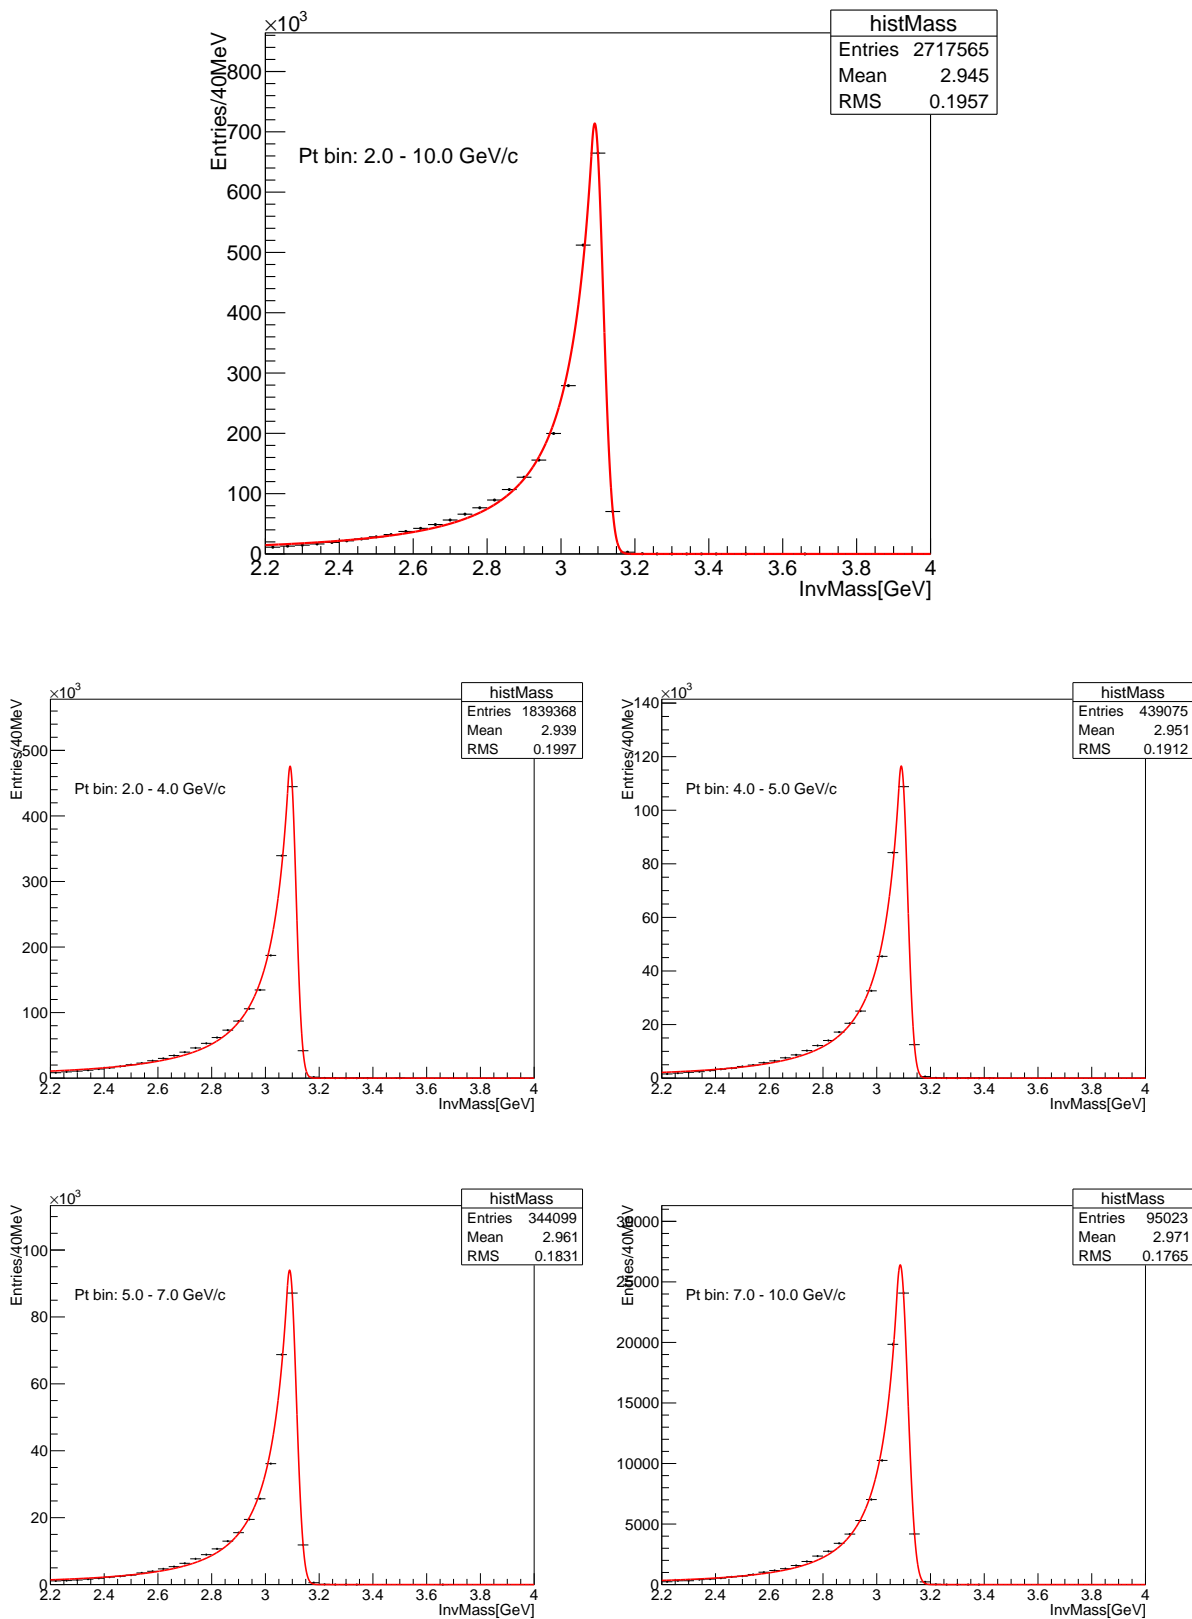 ×10³
histMass
Entries 2717565
Mean 2.945
RMS 0.1957
Entries/40MeV
Pt bin: 2.0 - 10.0 GeV/c
800
700
600
500
400
300
200
100
0
2.2 2.4 2.6 2.8 3 3.2 3.4 3.6 3.8 4
InvMass[GeV]
×10³
histMass
Entries 1839368
Mean 2.939
RMS 0.1997
Entries/40MeV
Pt bin: 2.0 - 4.0 GeV/c
500
400
300
200
100
0
2.2 2.4 2.6 2.8 3 3.2 3.4 3.6 3.8 4
InvMass[GeV]
×10³
histMass
Entries 439075
Mean 2.951
RMS 0.1912
Entries/40MeV
Pt bin: 4.0 - 5.0 GeV/c
140
120
100
80
60
40
20
0
2.2 2.4 2.6 2.8 3 3.2 3.4 3.6 3.8 4
InvMass[GeV]
×10³
histMass
Entries 344099
Mean 2.961
RMS 0.1831
Entries/40MeV
Pt bin: 5.0 - 7.0 GeV/c
100
80
60
40
20
0
2.2 2.4 2.6 2.8 3 3.2 3.4 3.6 3.8 4
InvMass[GeV]
histMass
Entries 95023
Mean 2.971
RMS 0.1765
Entries/40MeV
Pt bin: 7.0 - 10.0 GeV/c
30000
25000
20000
15000
10000
5000
0
2.2 2.4 2.6 2.8 3 3.2 3.4 3.6 3.8 4
InvMass[GeV]